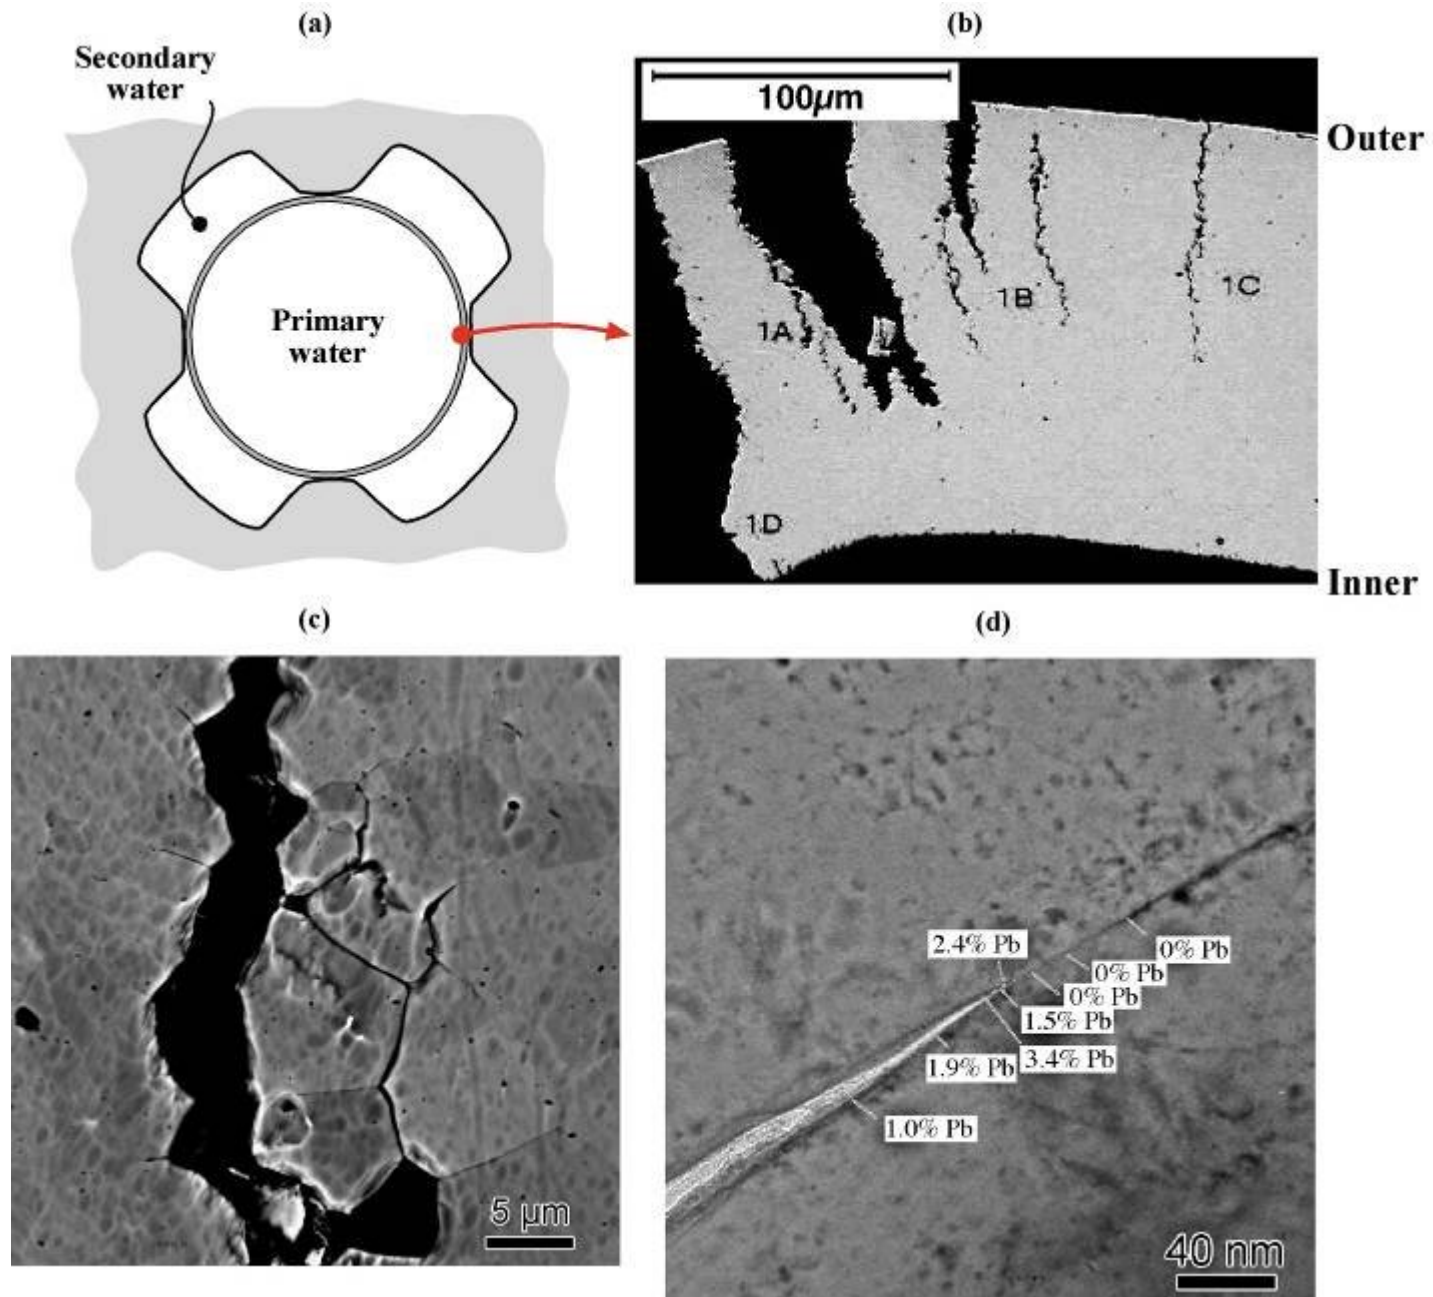 (a)
Secondary
water
Primary
water
(b)
100µm
Outer
1A
1B
1C
1D
Inner
(c)
5 µm
(d)
2.4% Pb
0% Pb
0% Pb
0% Pb
1.5% Pb
3.4% Pb
1.9% Pb
1.0% Pb
40 nm